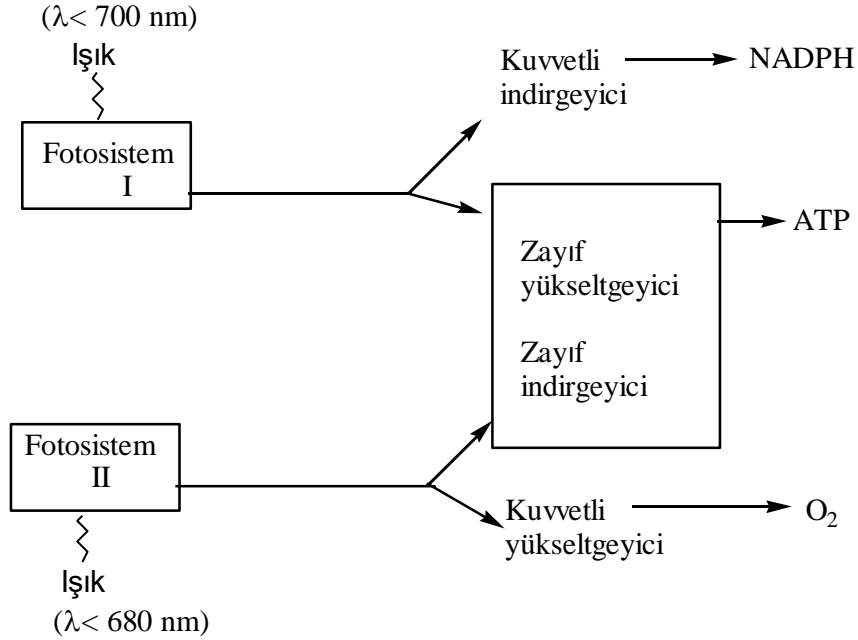 (λ< 700 nm)
Işık
Fotosistem
I
Kuvvetli
indirgeyici
NADPH
ATP
Zayıf
yükseltgeyici
Zayıf
indirgeyici
Fotosistem
II
Kuvvetli
yükseltgeyici
O₂
Işık
(λ< 680 nm)